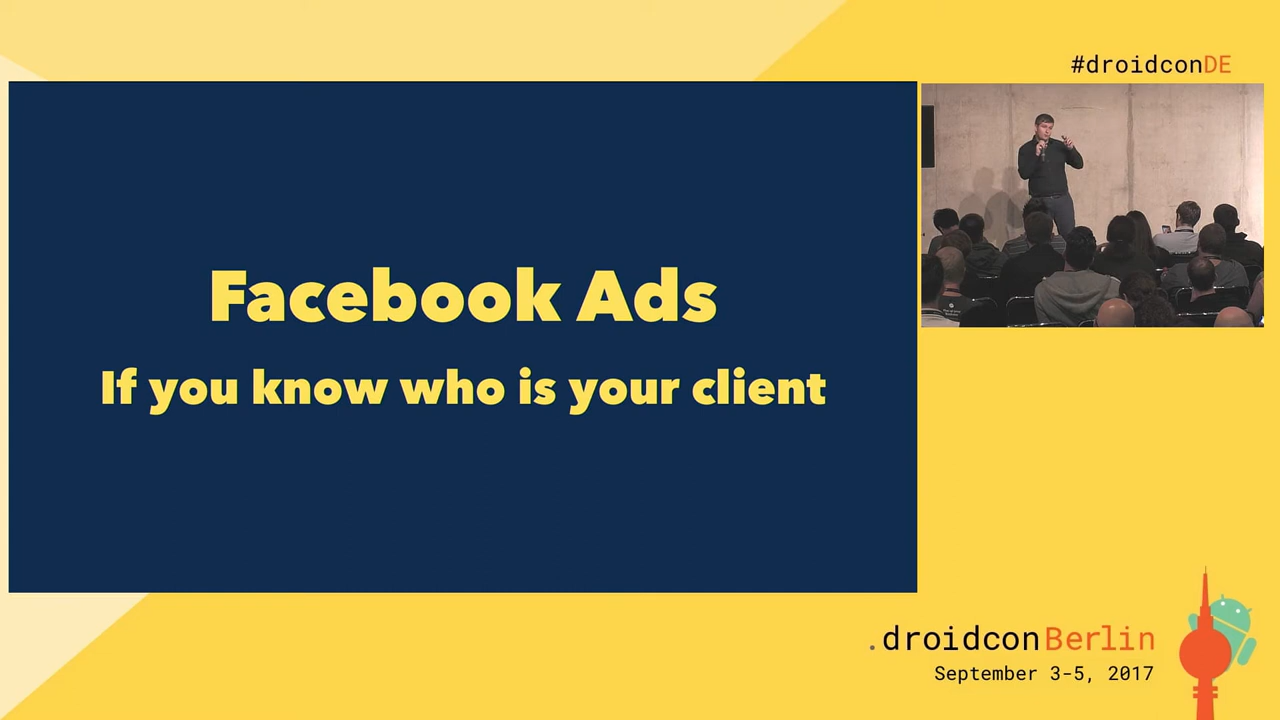 #droidconDE
Facebook Ads
If you know who is your client
.droidconBerlin
September 3-5, 2017